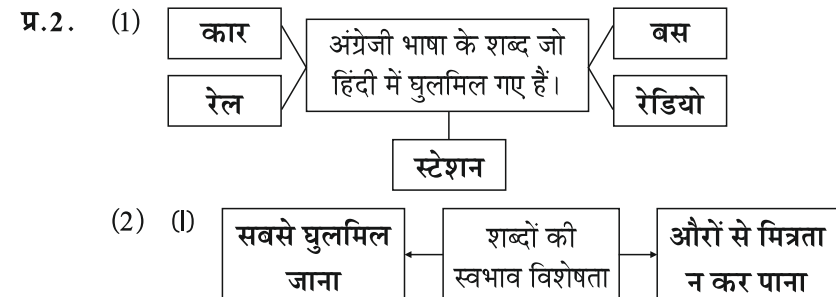 प्र.2. (1) कार अंग्रेजी भाषा के शब्द जो बस
रेल हिंदी में घुलमिल गए हैं। रेडियो
स्टेशन
(2) (I) सबसे घुलमिल शब्दों की औरों से मित्रता
जाना स्वभाव विशेषता न कर पाना